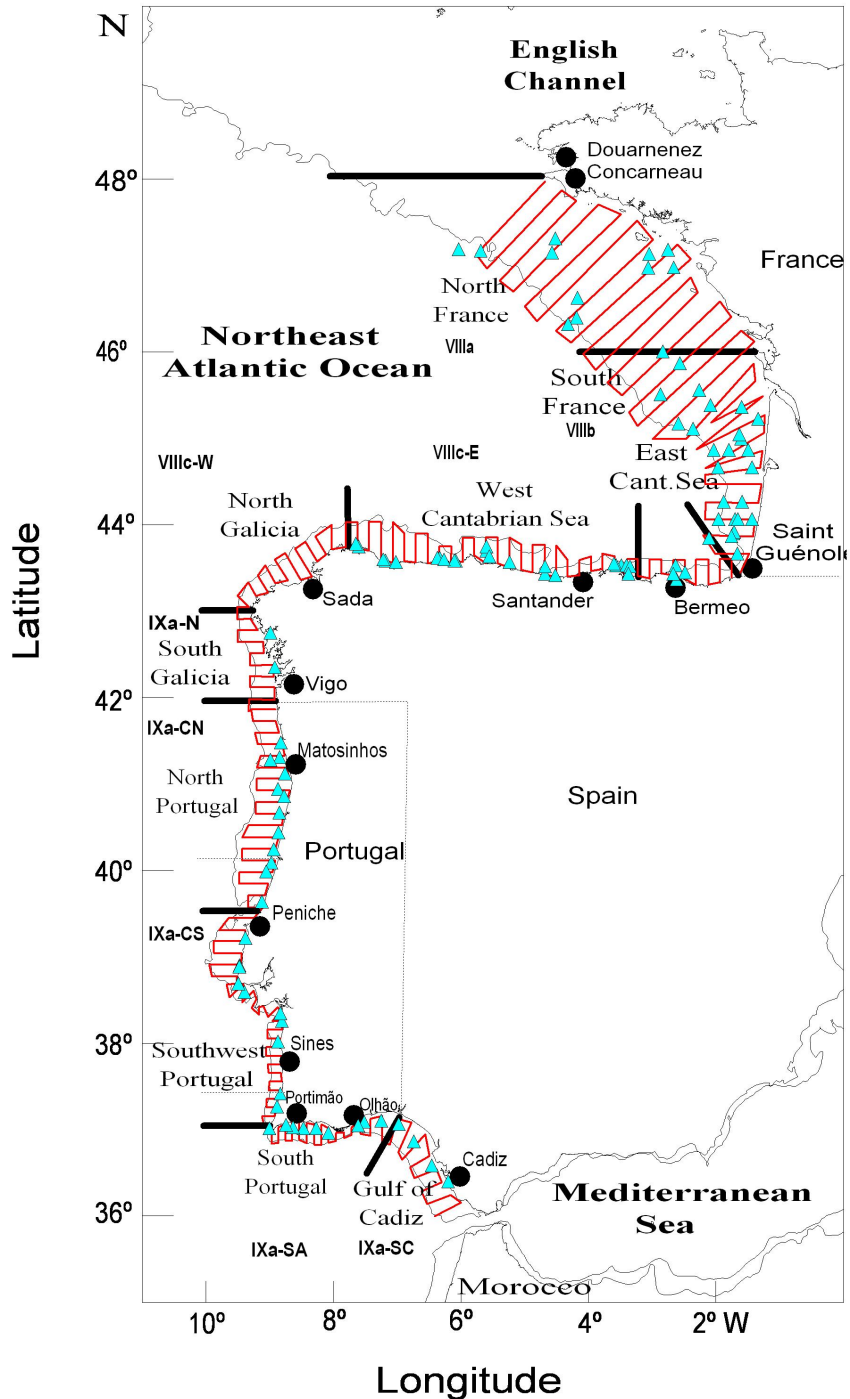 N
English
Channel
Douarnenez
Concarneau
48º
France
North
France
VIIIa
Northeast
Atlantic Ocean
46º
South
France
VIIIb
VIIIc-E
VIIIc-W
East
Cant.Sea
West
Cantabrian Sea
North
Galicia
44º
Saint
Guénole
Sada
Santander
Bermeo
Latitude
IXa-N
South
Galicia
Vigo
42º
IXa-CN
Matosinhos
North
Portugal
Spain
Portugal
40º
Peniche
IXa-CS
38º
Sines
Southwest
Portugal
Portimão
Olhão
South
Portugal
Gulf of
Cadiz
Cadiz
Mediterranean
Sea
36º
IXa-SA
IXa-SC
Moroceo
10º
8º
6º
4º
2º W
Longitude